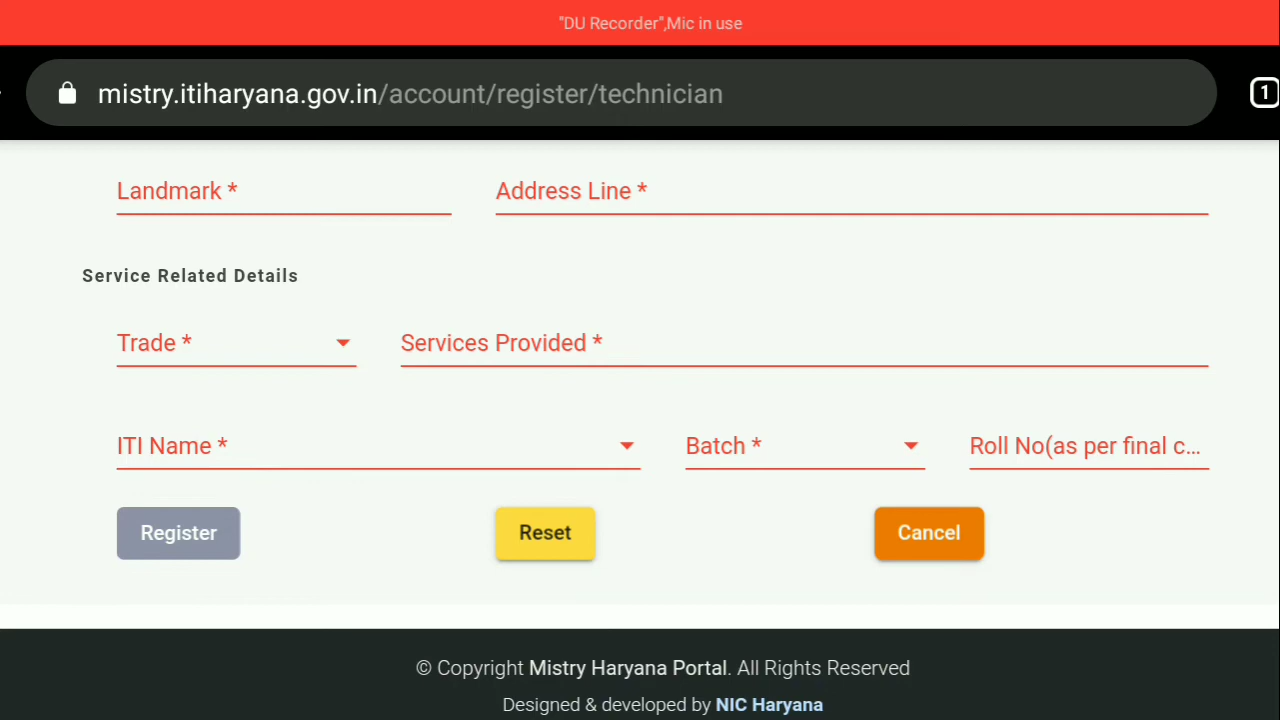 "DU Recorder",Mic in use
mistry.itiharyana.gov.in/account/register/technician
1
Landmark *
Address Line *
Service Related Details
Trade *
Services Provided *
ITI Name *
Batch *
Roll No(as per final c...
Register
Reset
Cancel
© Copyright Mistry Haryana Portal. All Rights Reserved
Designed & developed by NIC Haryana